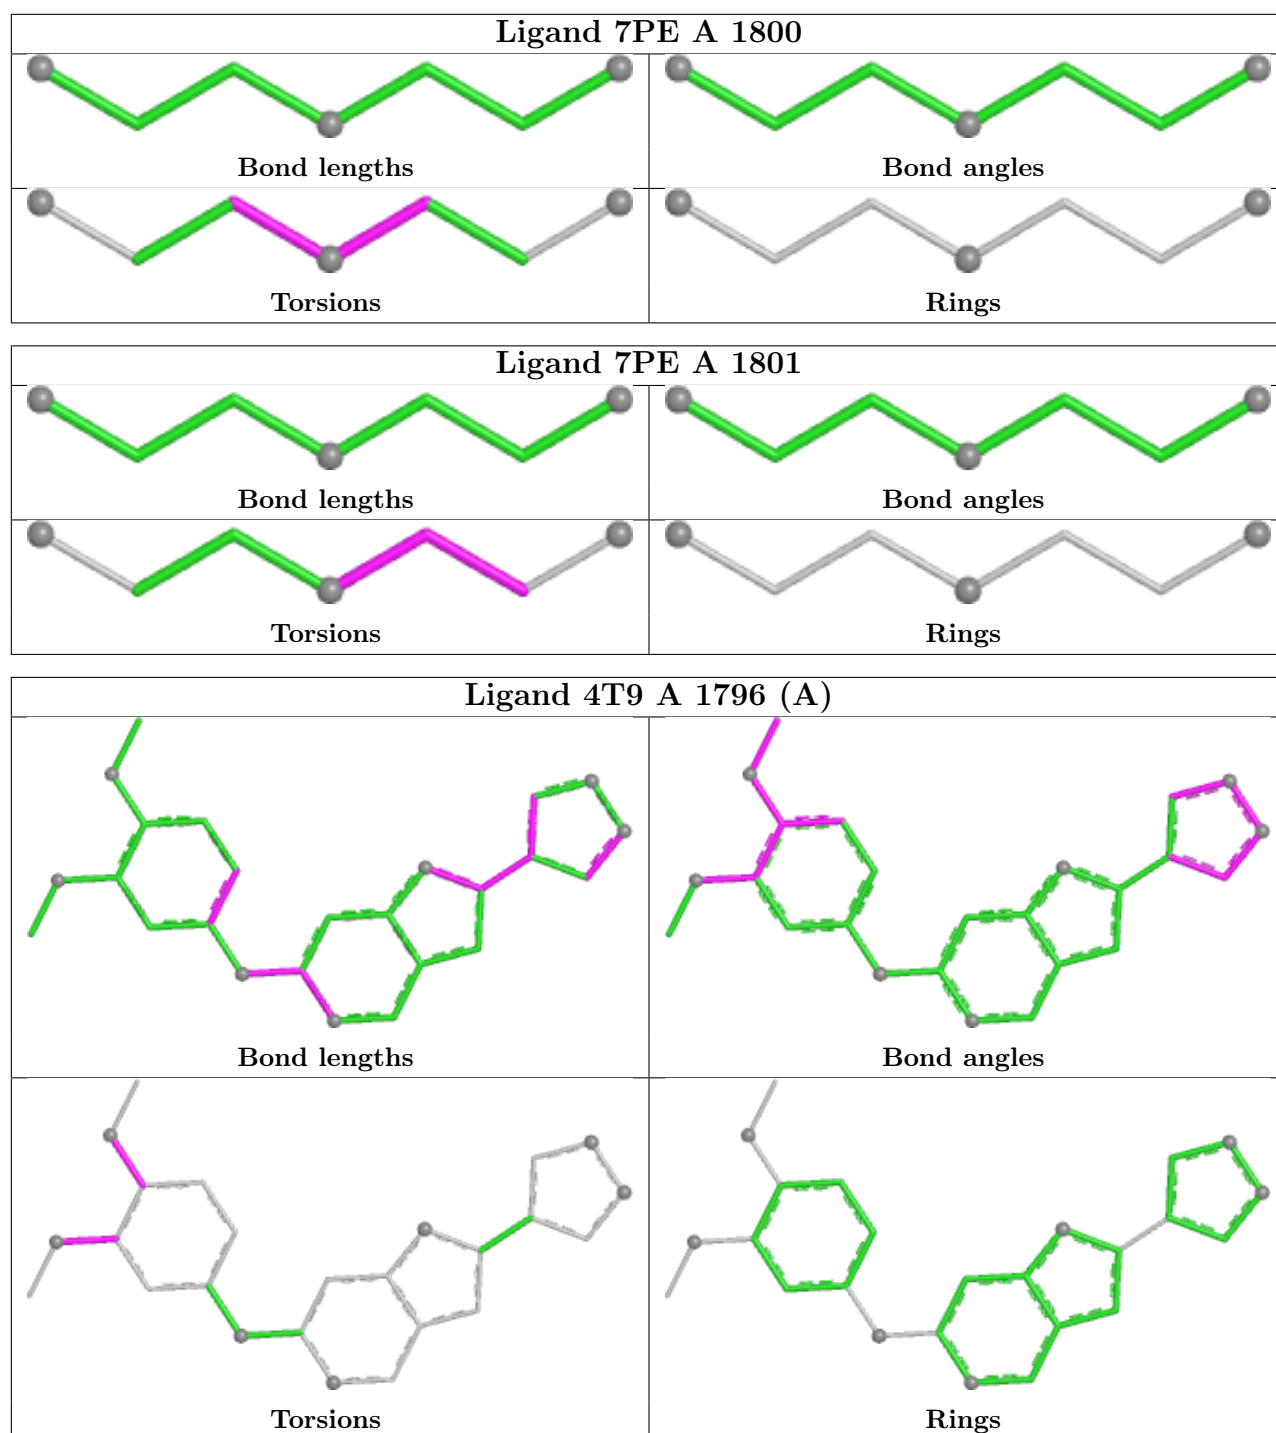 Ligand 7PE A 1800
Bond lengths
Bond angles
Torsions
Rings
Ligand 7PE A 1801
Bond lengths
Bond angles
Torsions
Rings
Ligand 4T9 A 1796 (A)
Bond lengths
Bond angles
Torsions
Rings